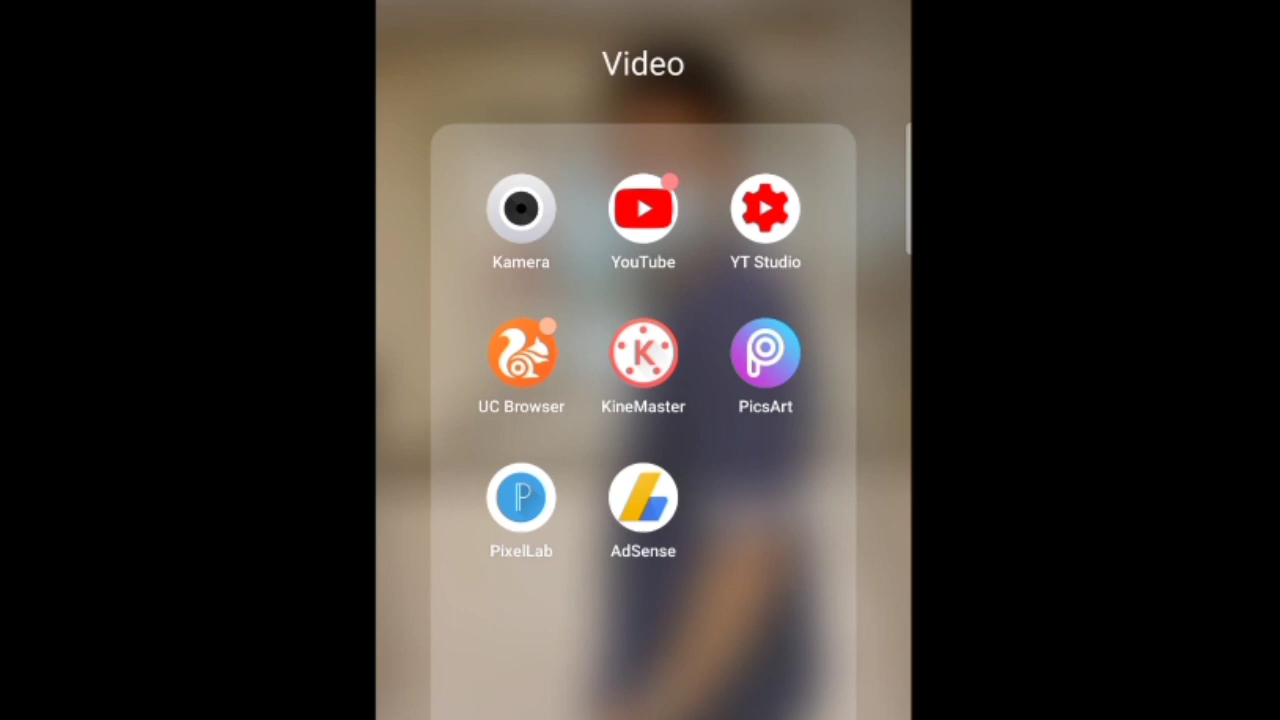 Video
Kamera YouTube YT Studio
UC Browser KineMaster PicsArt
PixelLab AdSense